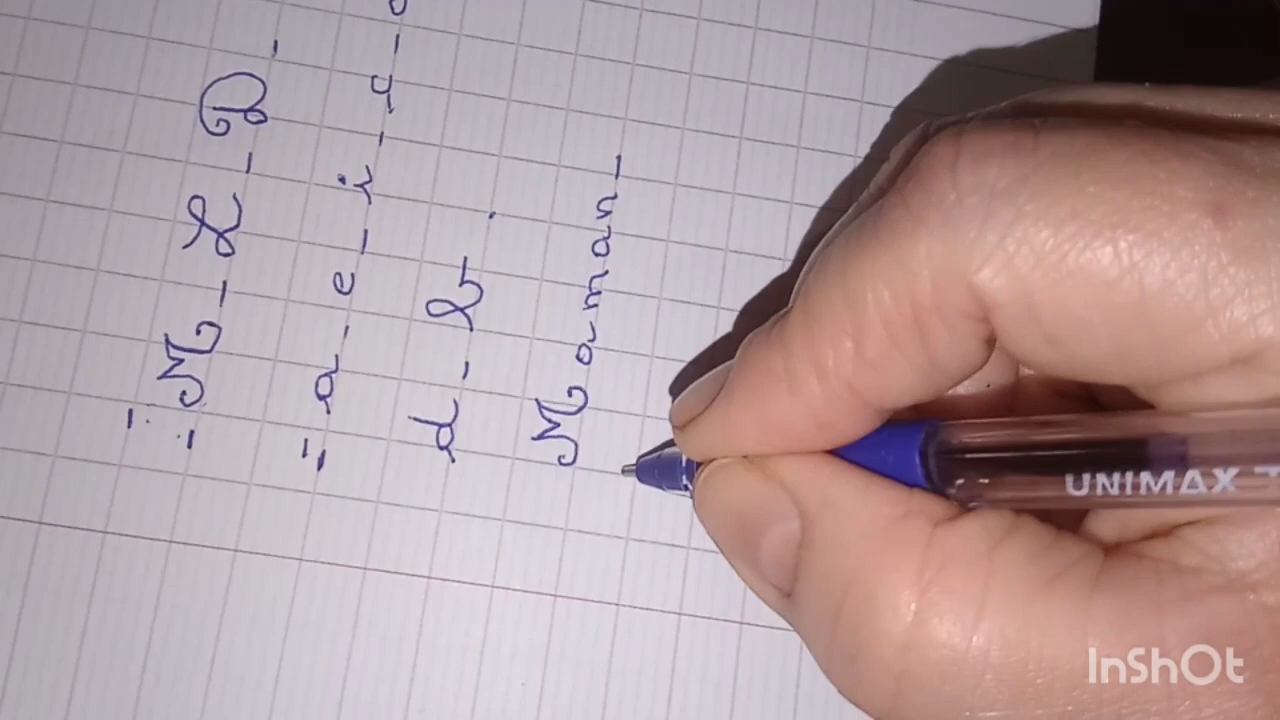 M - L - D -
= a - e - i - c -
d - b .
Maman -
UNIMAX
InShOt